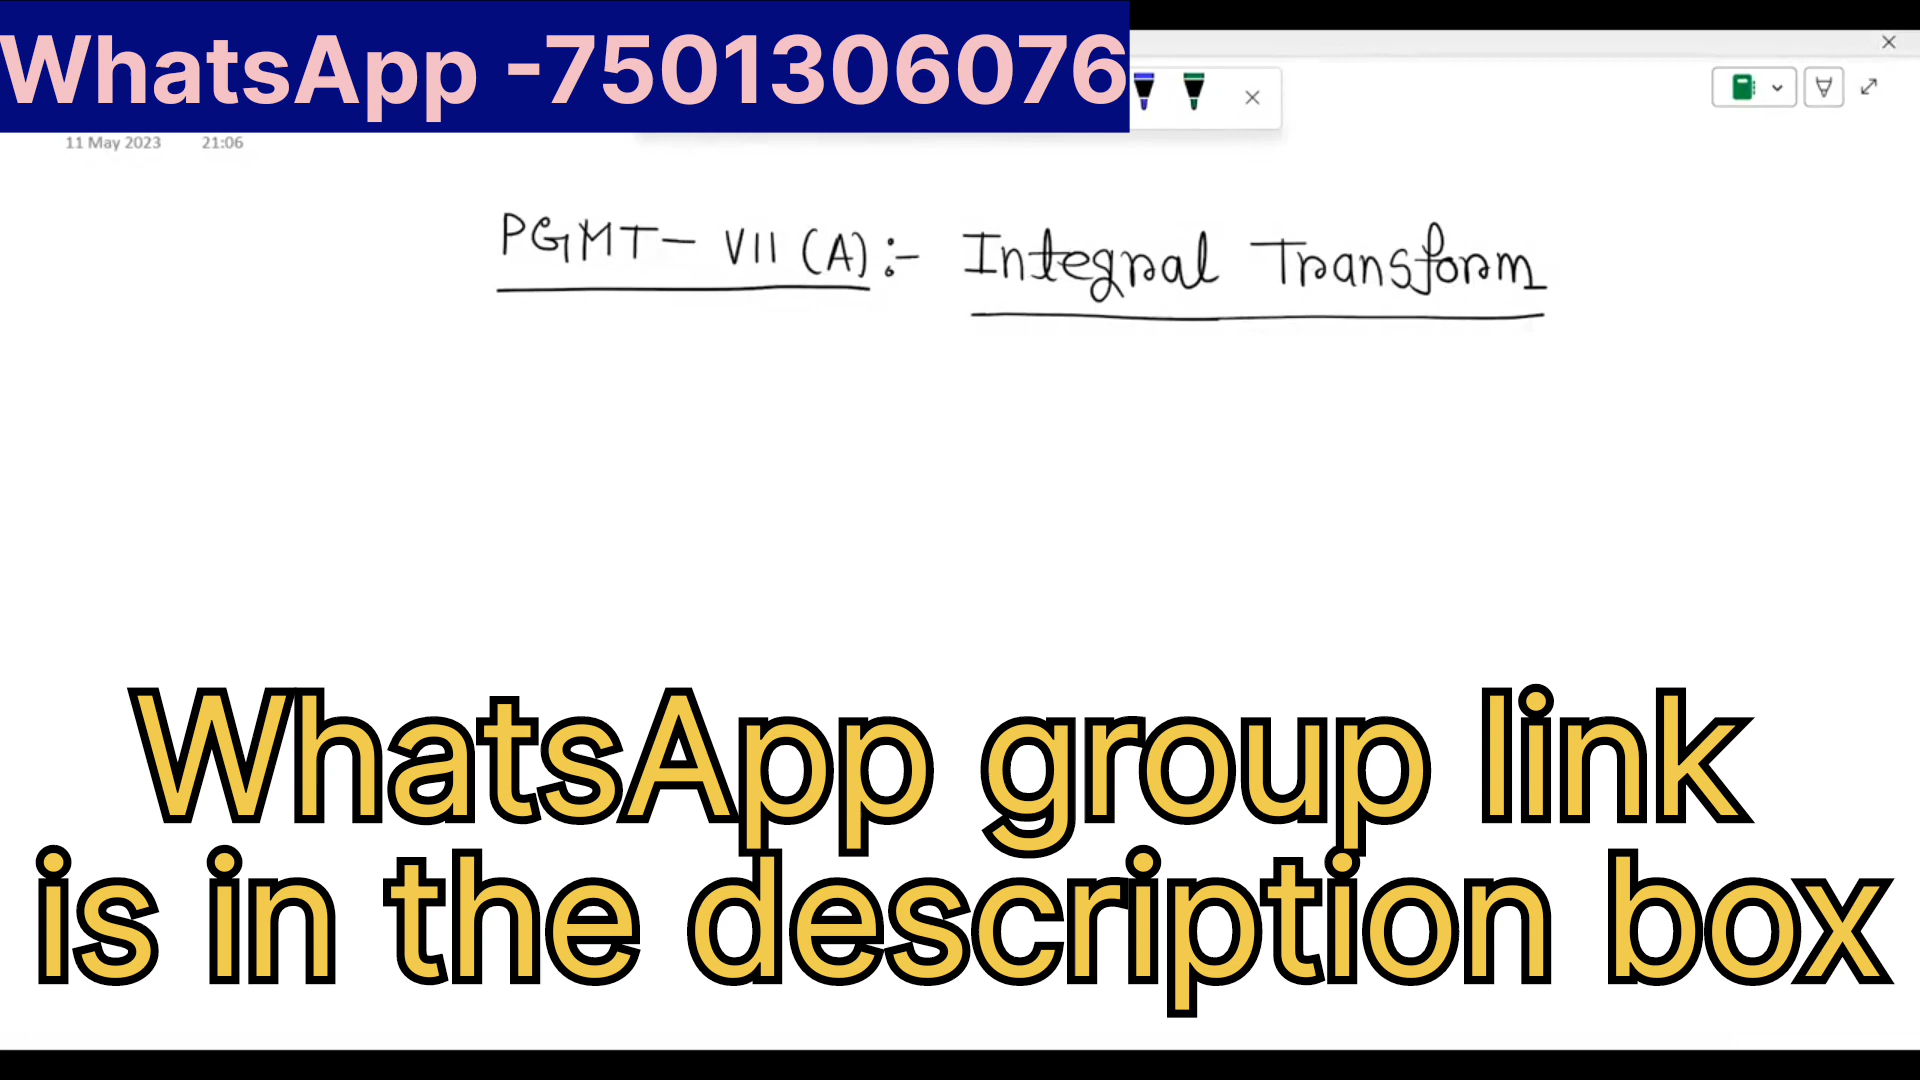 WhatsApp -7501306076
11 May 2023 21:06
PGMT- VII (A):- Integral Transform
WhatsApp group link
is in the description box